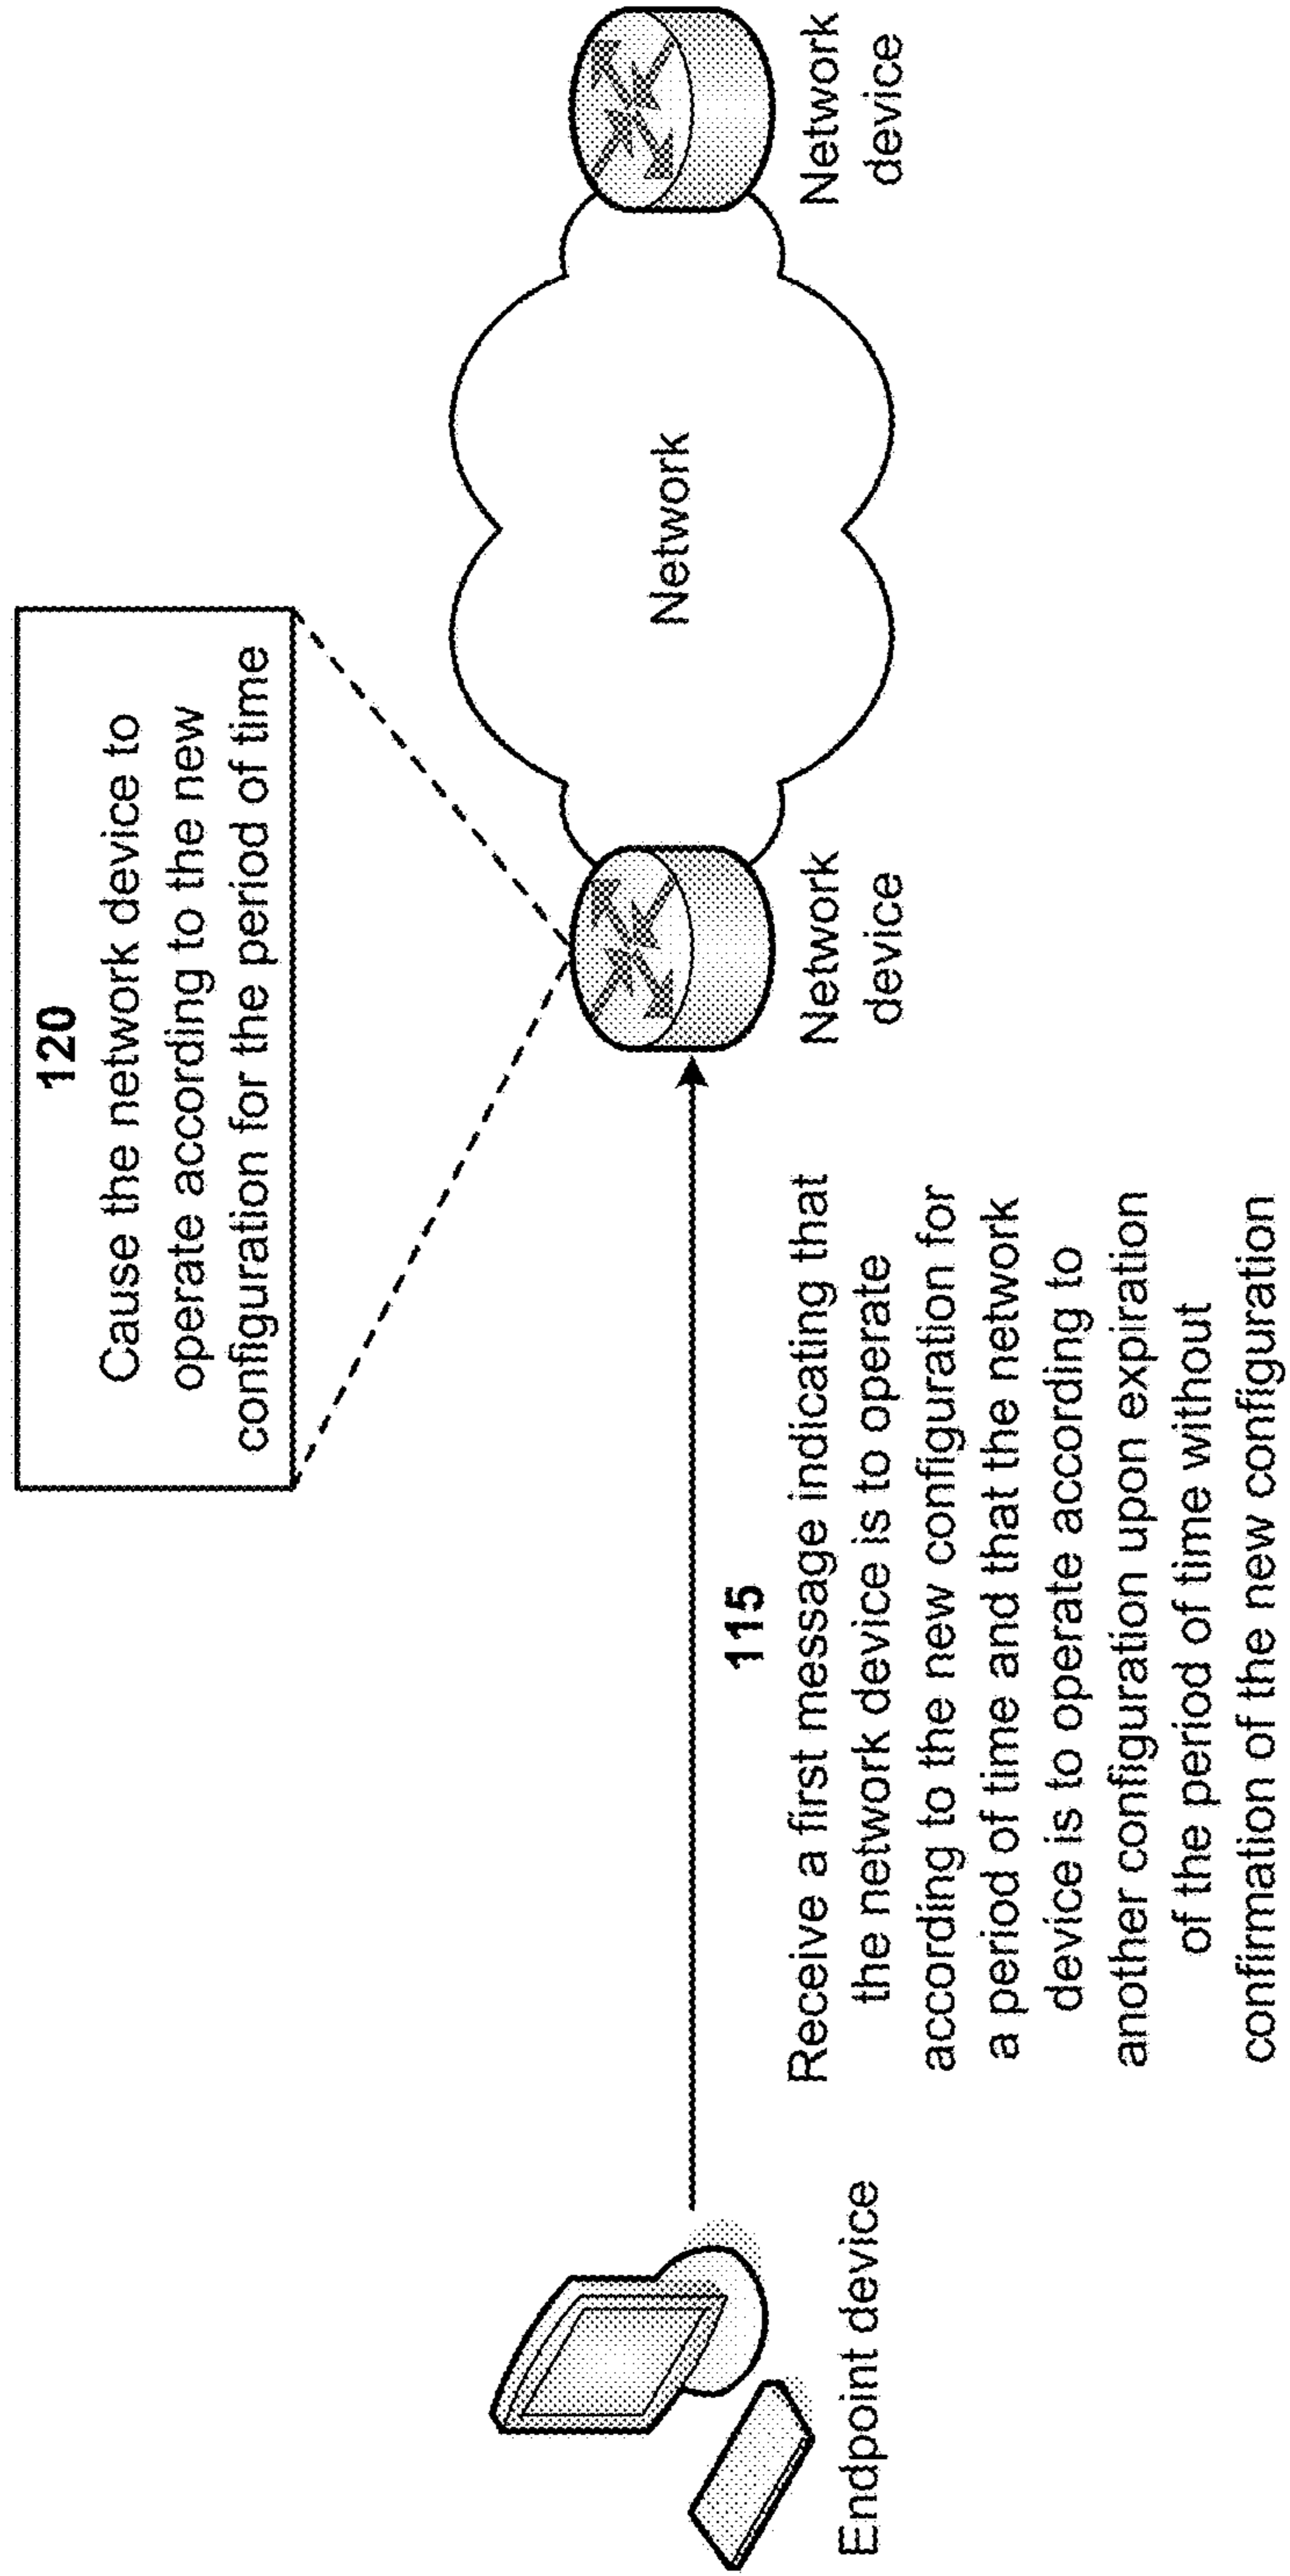 120
Cause the network device to
operate according to the new
configuration for the period of time
Network
Network
device
Network
device
Endpoint device
115
Receive a first message indicating that
the network device is to operate
according to the new configuration for
a period of time and that the network
device is to operate according to
another configuration upon expiration
of the period of time without
confirmation of the new configuration